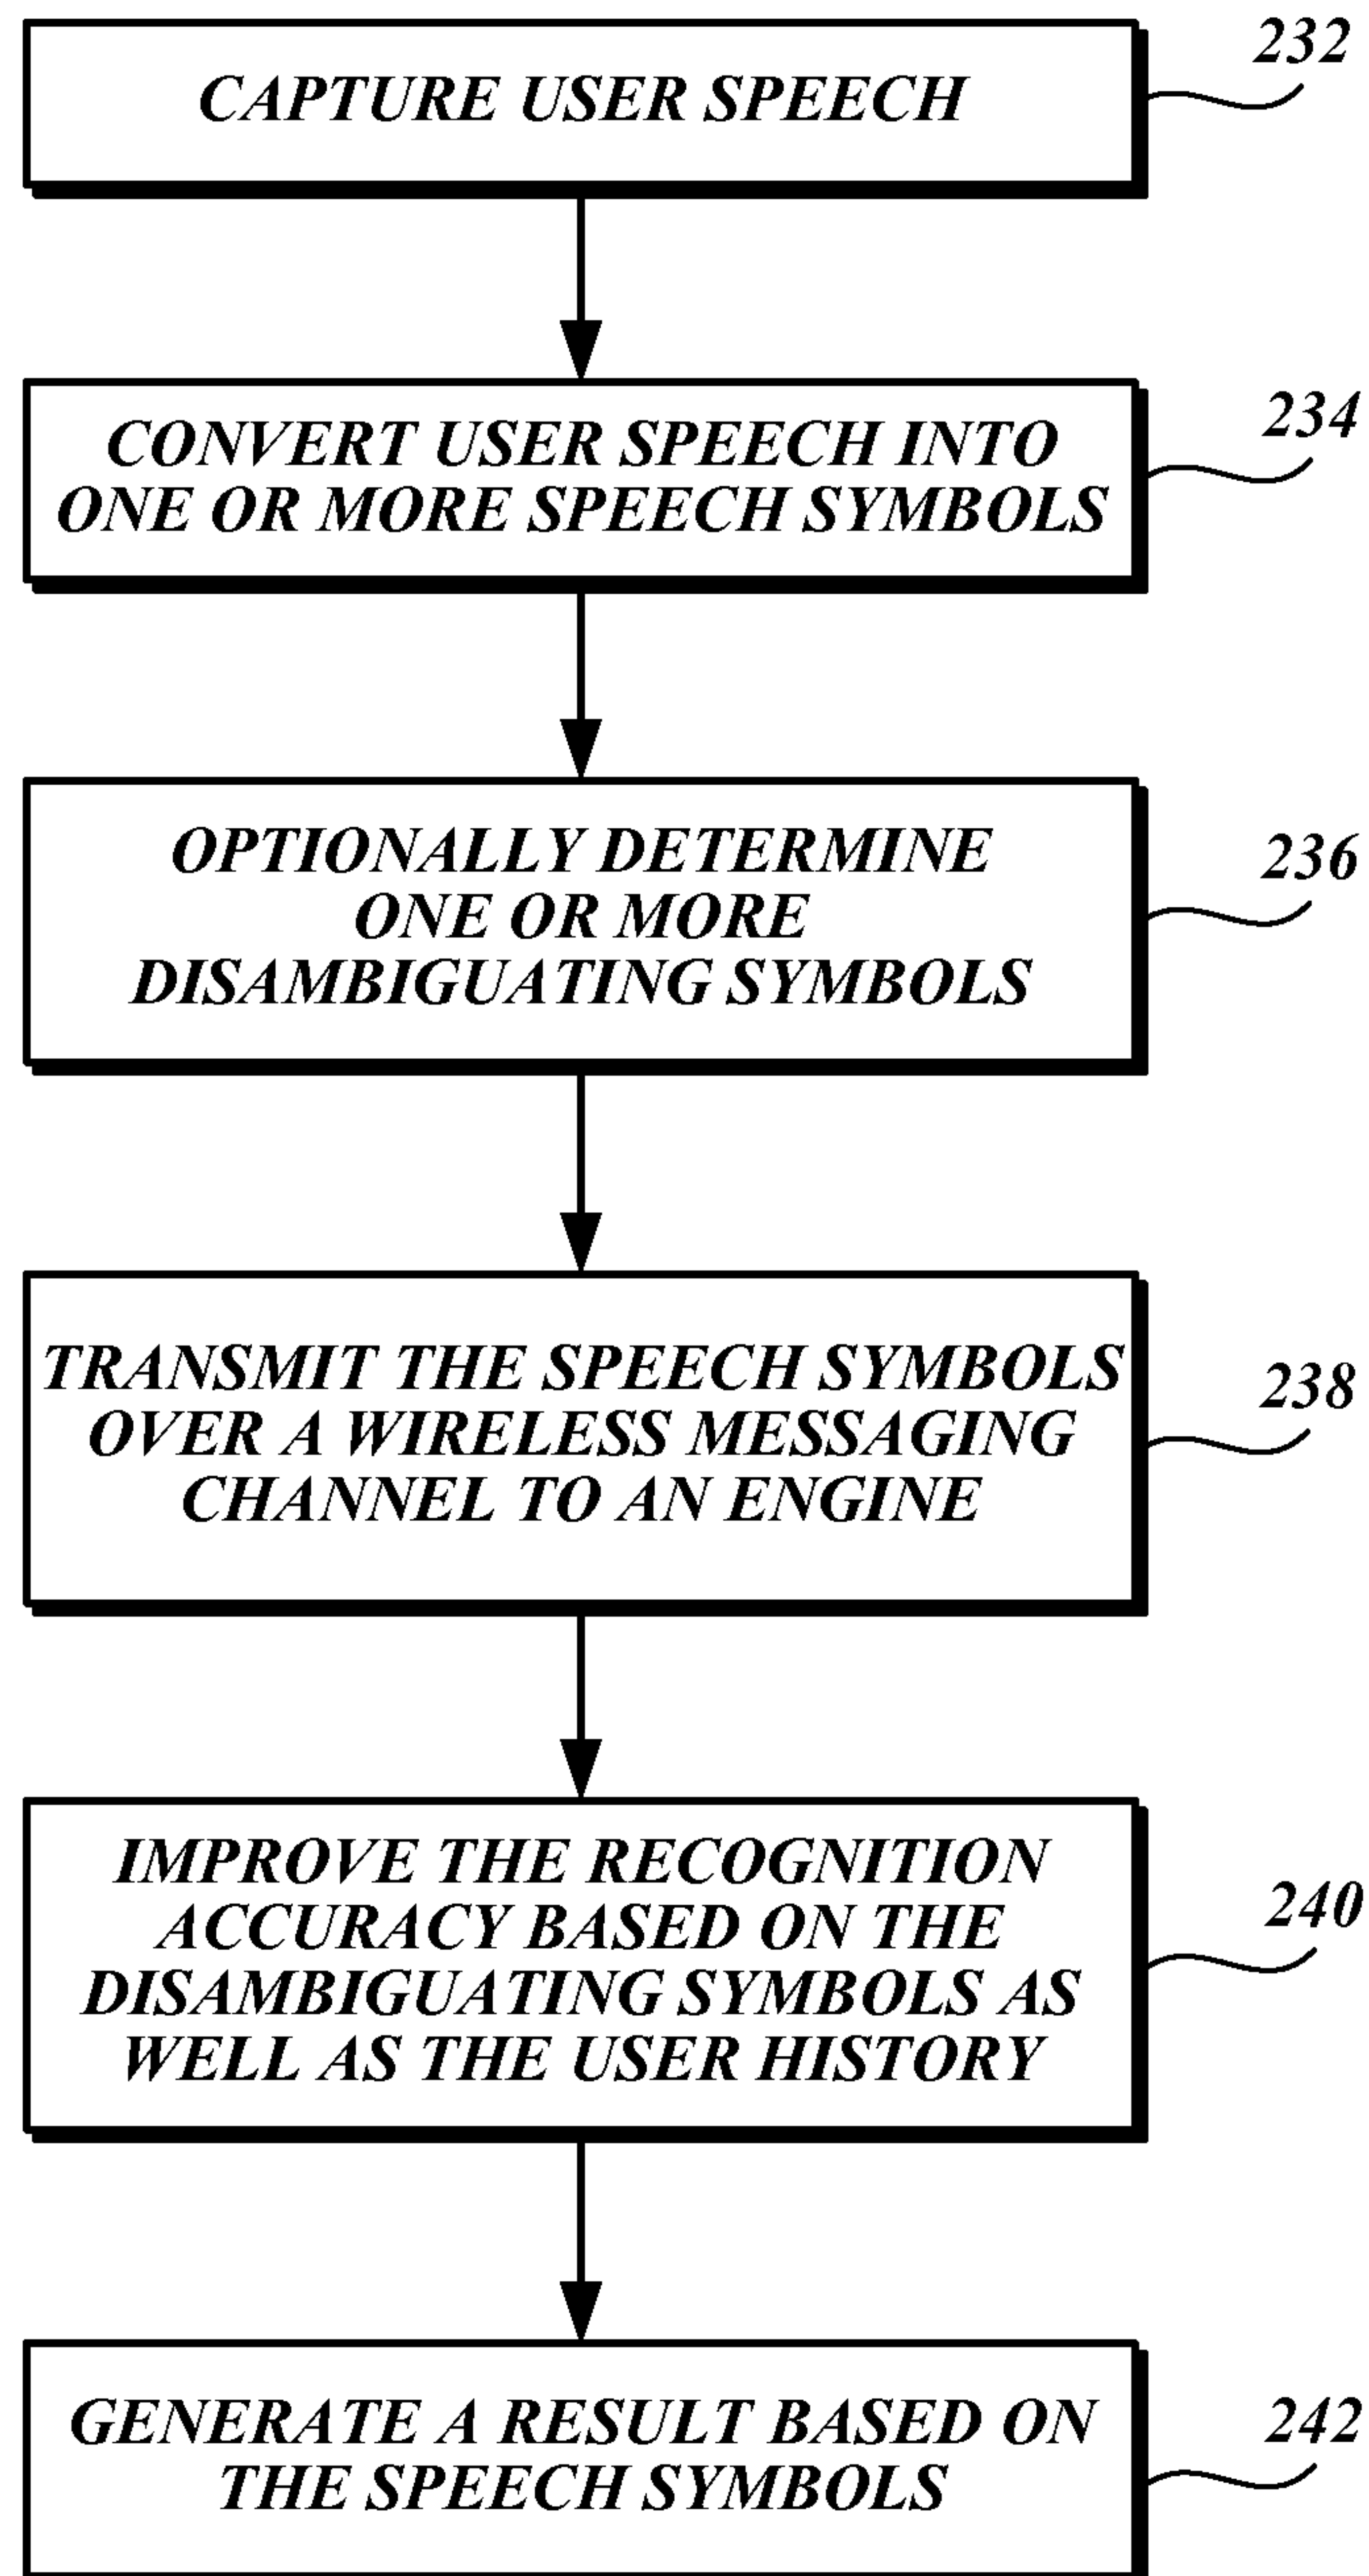 232
CAPTURE USER SPEECH
234
CONVERT USER SPEECH INTO
ONE OR MORE SPEECH SYMBOLS
236
OPTIONALLY DETERMINE
ONE OR MORE
DISAMBIGUATING SYMBOLS
238
TRANSMIT THE SPEECH SYMBOLS
OVER A WIRELESS MESSAGING
CHANNEL TO AN ENGINE
240
IMPROVE THE RECOGNITION
ACCURACY BASED ON THE
DISAMBIGUATING SYMBOLS AS
WELL AS THE USER HISTORY
242
GENERATE A RESULT BASED ON
THE SPEECH SYMBOLS